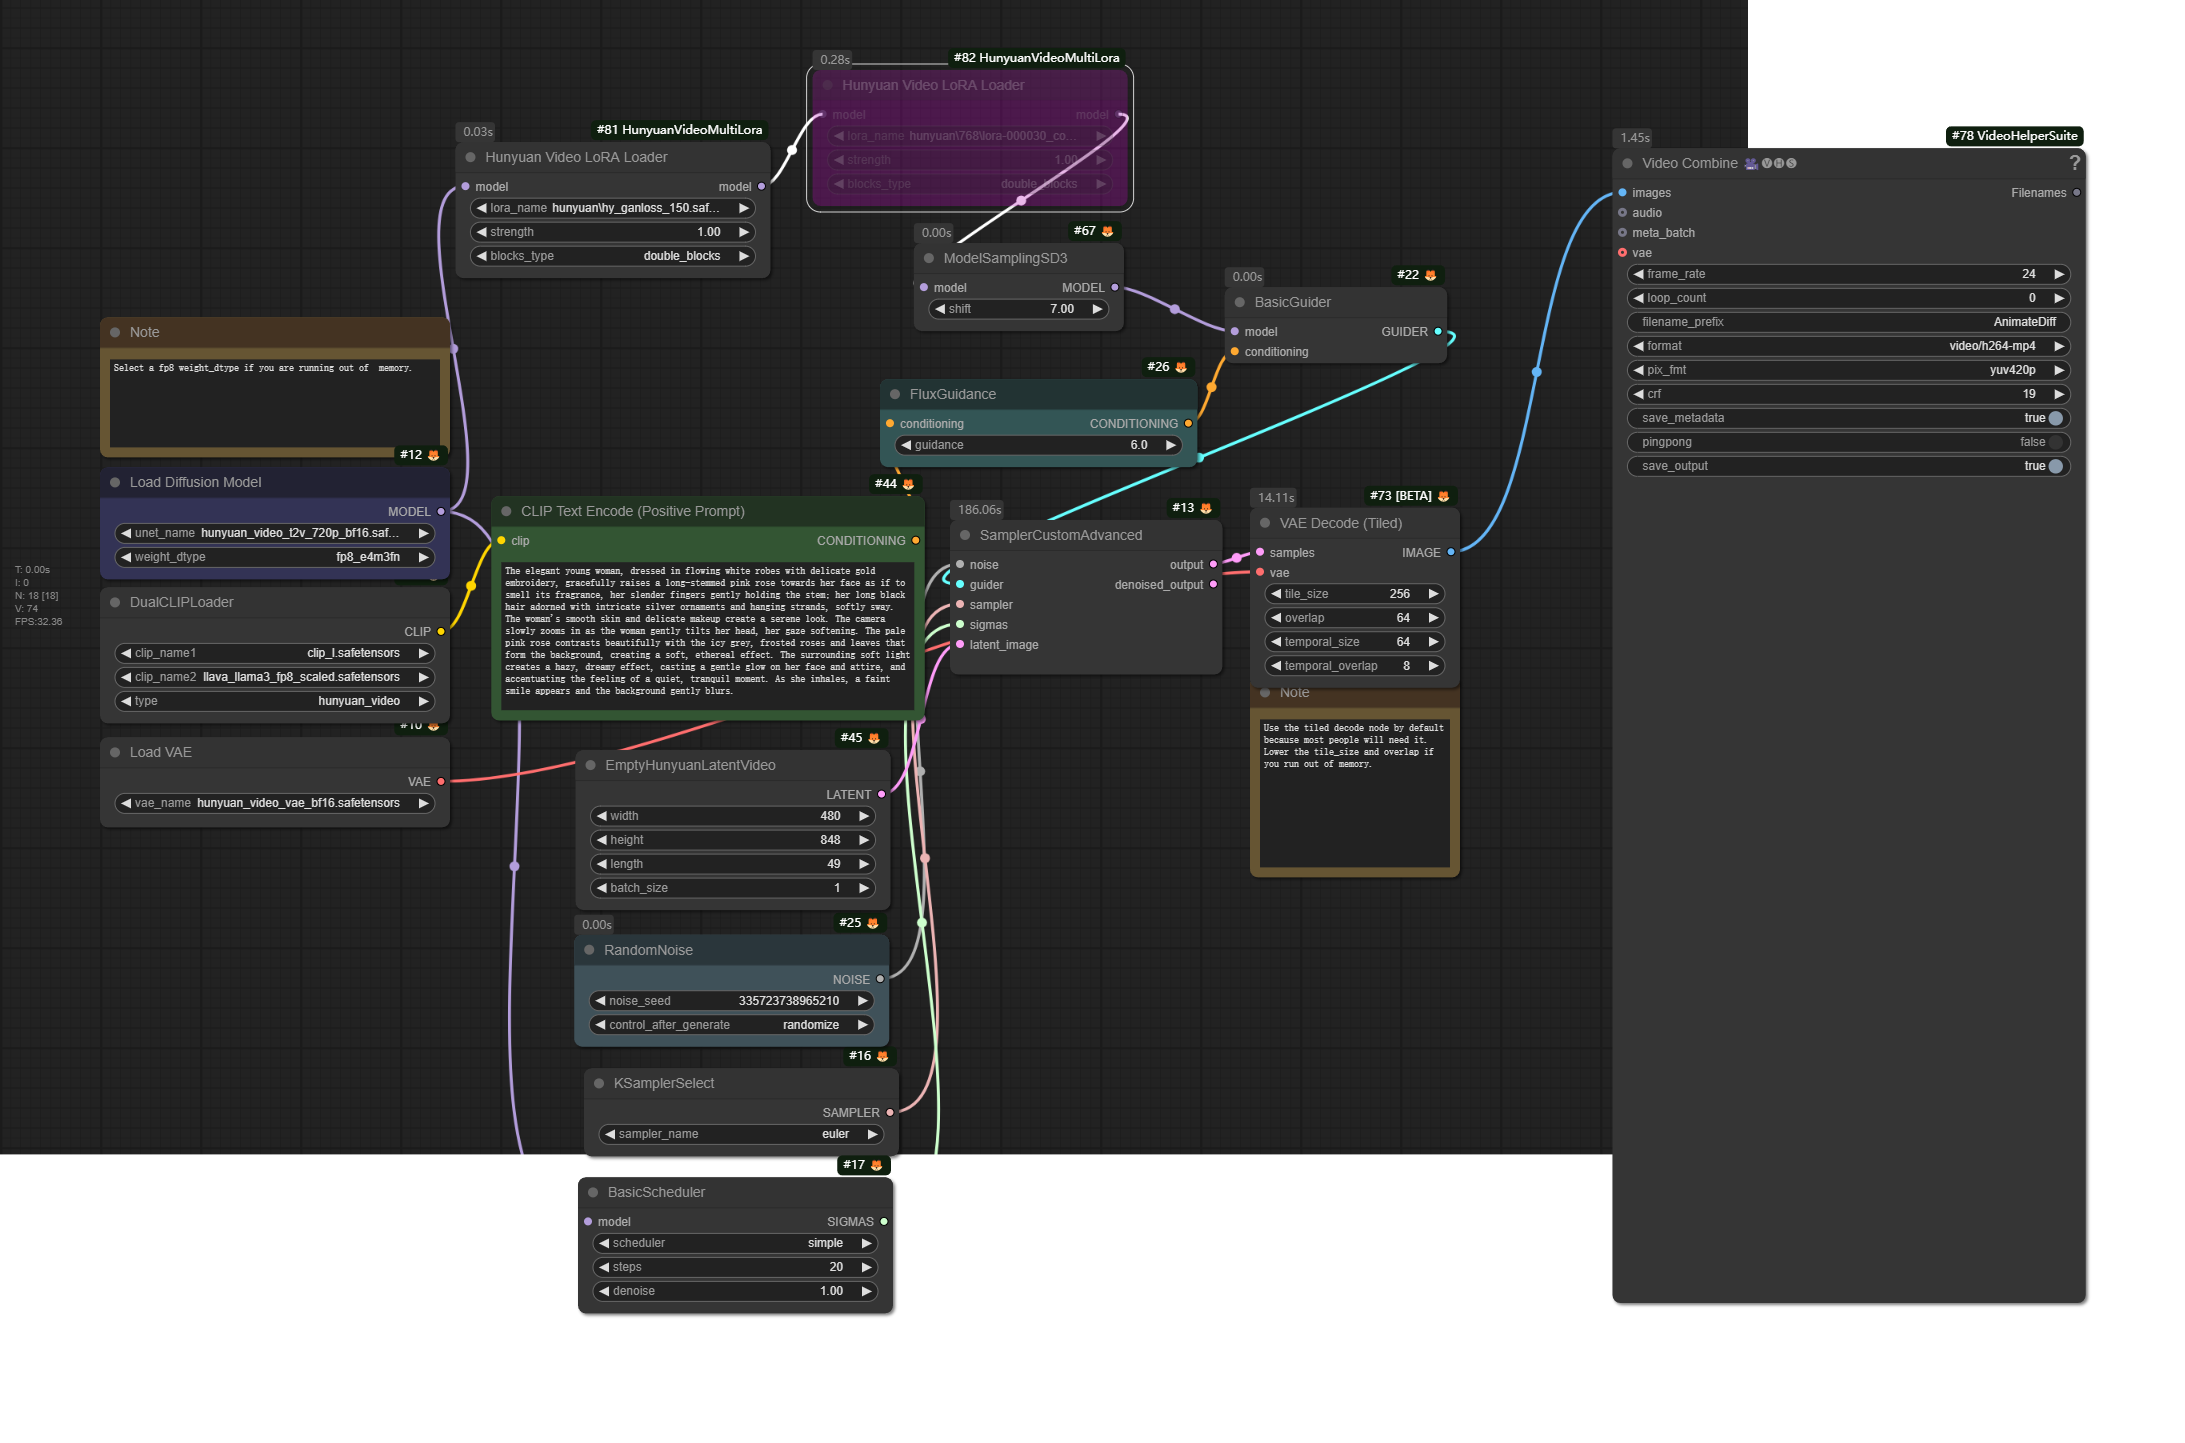 0.28s
#82 HunyuanVideoMultiLora
Hunyuan Video LoRA Loader
model model
lora_name hunyuan\768\lora-000030_co...
strength 1.00
blocks_type double_blocks
0.03s
#81 HunyuanVideoMultiLora
Hunyuan Video LoRA Loader
model model
lora_name hunyuan\hy_ganloss_150.saf...
strength 1.00
blocks_type double_blocks
0.00s
#67
ModelSamplingSD3
model MODEL
shift 7.00
0.00s
#22
BasicGuider
model GUIDER
conditioning
Note
Select a fp8 weight_dtype if you are running out of memory.
#26
FluxGuidance
conditioning CONDITIONING
guidance 6.0
#12
Load Diffusion Model
MODEL
unet_name hunyuan_video_t2v_720p_bf16.saf...
weight_dtype fp8_e4m3fn
T: 0.00s
I: 0
N: 18 [18]
V: 74
FPS:32.36
DualCLIPLoader
CLIP
clip_name1 clip_l.safetensors
clip_name2 llava_llama3_fp8_scaled.safetensors
type hunyuan_video
#10
Load VAE
VAE
vae_name hunyuan_video_vae_bf16.safetensors
#44
CLIP Text Encode (Positive Prompt)
clip CONDITIONING
The elegant young woman, dressed in flowing white robes with delicate gold
embroidery, gracefully raises a long-stemmed pink rose towards her face as if to
smell its fragrance, her slender fingers gently holding the stem; her long black
hair adorned with intricate silver ornaments and hanging strands, softly sway.
The woman's smooth skin and delicate makeup create a serene look. The camera
slowly zooms in as the woman gently tilts her head, her gaze softening. The pale
pink rose contrasts beautifully with the icy grey, frosted roses and leaves that
form the background, creating a soft, ethereal effect. The surrounding soft light
creates a hazy, dreamy effect, casting a gentle glow on her face and attire, and
accentuating the feeling of a quiet, tranquil moment. As she inhales, a faint
smile appears and the background gently blurs.
186.06s
#13
SamplerCustomAdvanced
noise output
guider denoised_output
sampler
sigmas
latent_image
14.11s
#73 [BETA]
VAE Decode (Tiled)
samples IMAGE
vae
tile_size 256
overlap 64
temporal_size 64
temporal_overlap 8
Note
Use the tiled decode node by default
because most people will need it.
Lower the tile_size and overlap if
you run out of memory.
#45
EmptyHunyuanLatentVideo
LATENT
width 480
height 848
length 49
batch_size 1
0.00s
#25
RandomNoise
NOISE
noise_seed 335723738965210
control_after_generate randomize
#16
KSamplerSelect
SAMPLER
sampler_name euler
#17
BasicScheduler
model SIGMAS
scheduler simple
steps 20
denoise 1.00
1.45s
#78 VideoHelperSuite
Video Combine 🅥🅗🅢 ?
images Filenames
audio
meta_batch
vae
frame_rate 24
loop_count 0
filename_prefix AnimateDiff
format video/h264-mp4
pix_fmt yuv420p
crf 19
save_metadata true
pingpong false
save_output true